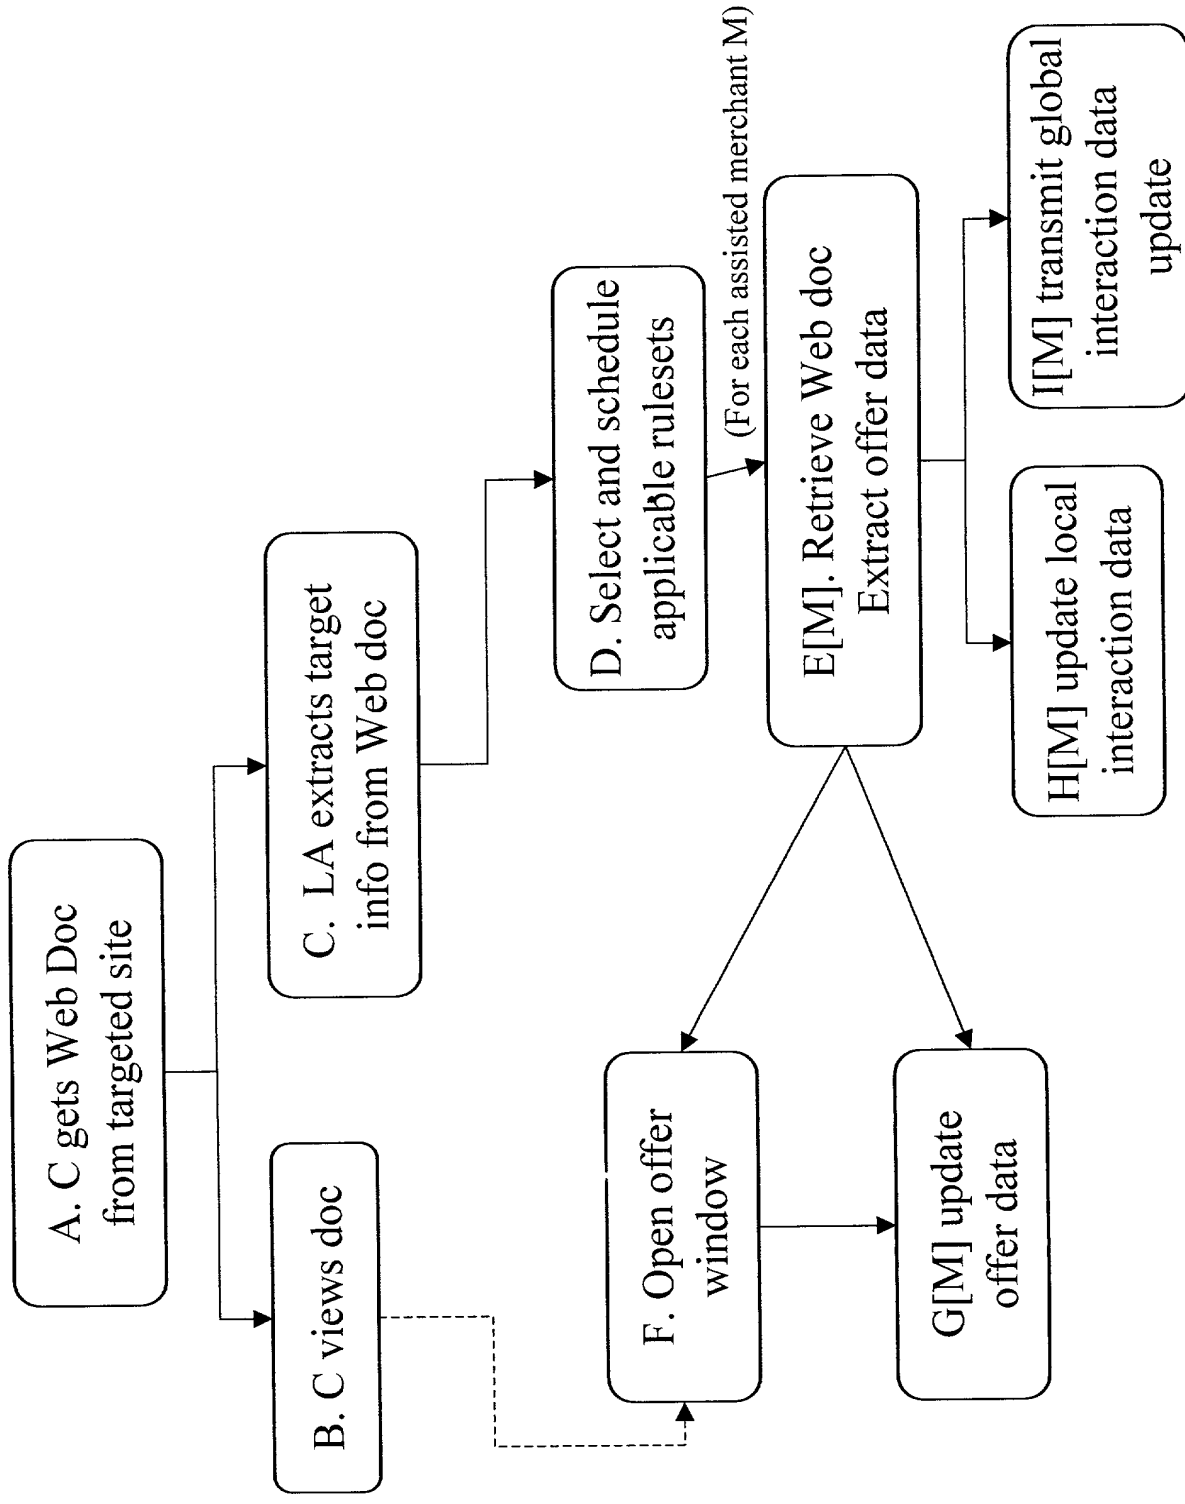 A. C gets Web Doc
from targeted site
B. C views doc
C. LA extracts target
info from Web doc
D. Select and schedule
applicable rulesets
(For each assisted merchant M)
E[M]. Retrieve Web doc
Extract offer data
F. Open offer
window
G[M] update
offer data
H[M] update local
interaction data
I[M] transmit global
interaction data
update